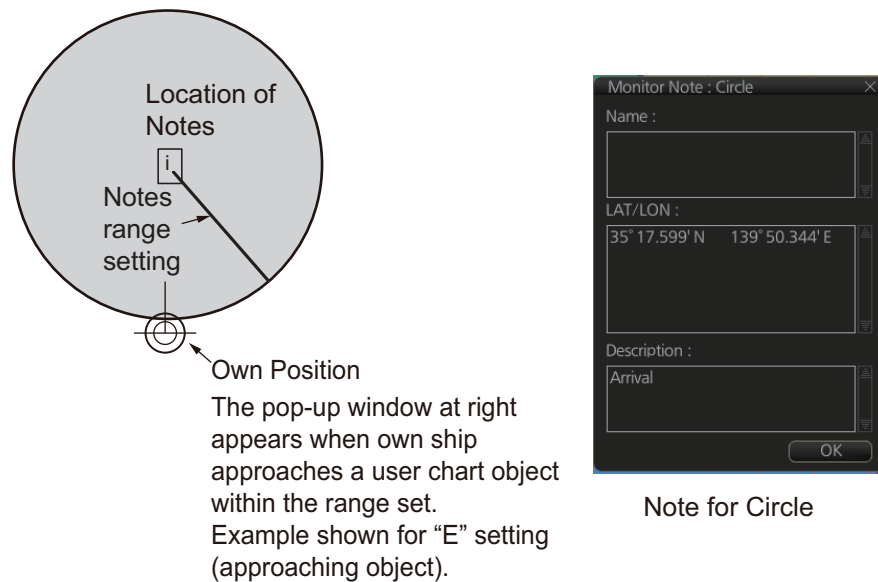 Location of
Notes
i
Notes
range
setting
Own Position
The pop-up window at right
appears when own ship
approaches a user chart object
within the range set.
Example shown for “E” setting
(approaching object).
Monitor Note : Circle
Name :
LAT/LON :
35° 17.599' N 139° 50.344' E
Description :
Arrival
OK
Note for Circle